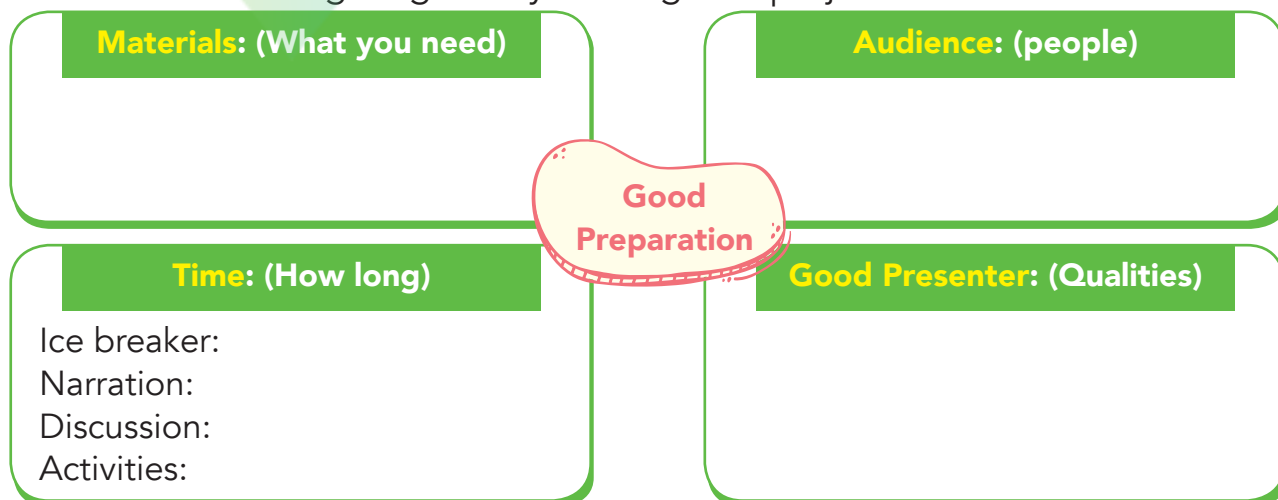 Materials: (What you need)
Audience: (people)
Good
Preparation
Time: (How long)
Ice breaker:
Narration:
Discussion:
Activities:
Good Presenter: (Qualities)